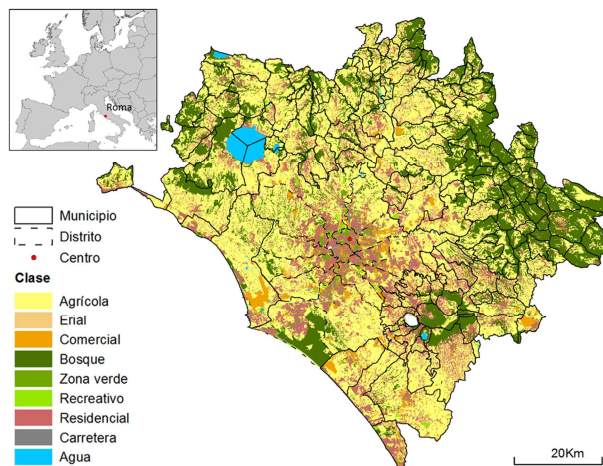 Roma
Municipio
Distrito
Centro
Clase
Agrícola
Erial
Comercial
Bosque
Zona verde
Recreativo
Residencial
Carretera
Agua
20Km